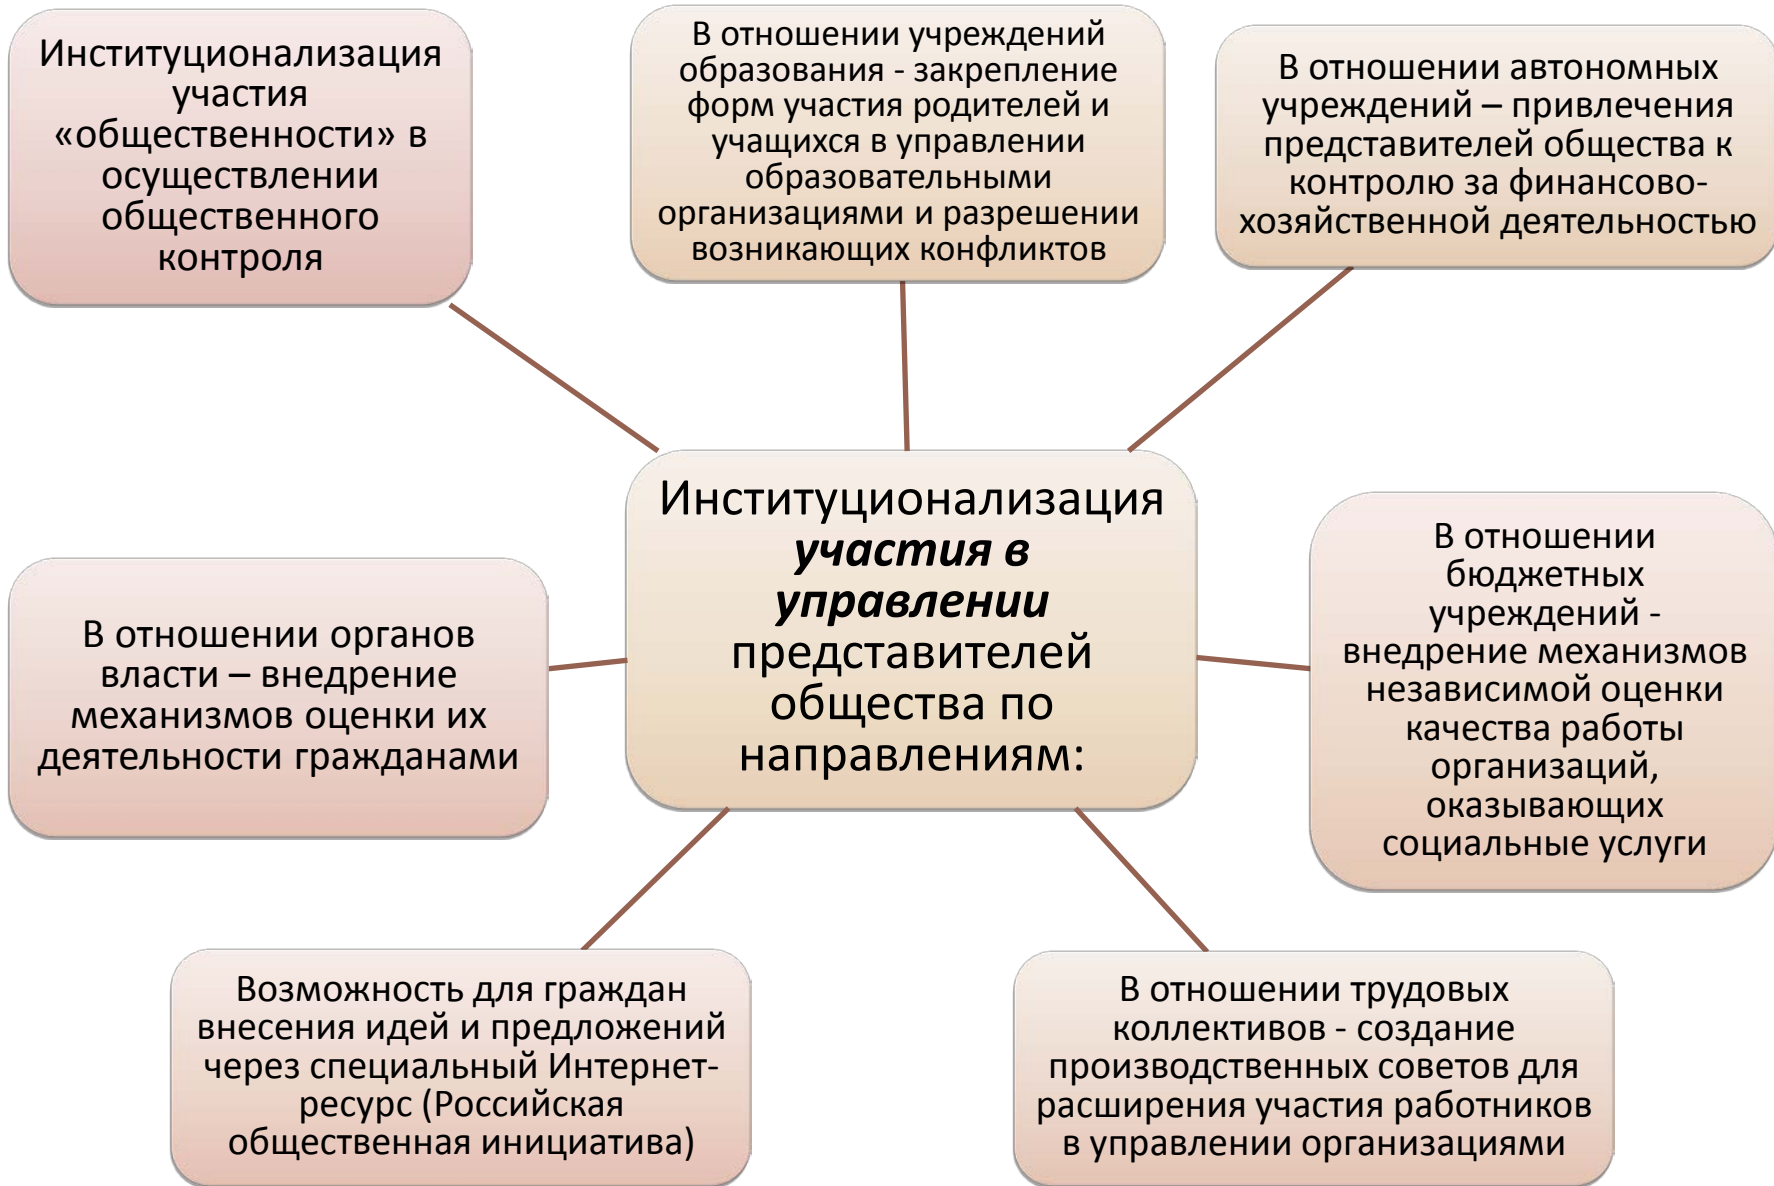 Институционализация
участия
«общественности» в
осуществлении
общественного
контроля
В отношении учреждений
образования - закрепление
форм участия родителей и
учащихся в управлении
образовательными
организациями и разрешении
возникающих конфликтов
В отношении автономных
учреждений – привлечения
представителей общества к
контролю за финансово-
хозяйственной деятельностью
Институционализация
участия в
управлении
представителей
общества по
направлениям:
В отношении органов
власти – внедрение
механизмов оценки их
деятельности гражданами
В отношении
бюджетных
учреждений -
внедрение механизмов
независимой оценки
качества работы
организаций,
оказывающих
социальные услуги
Возможность для граждан
внесения идей и предложений
через специальный Интернет-
ресурс (Российская
общественная инициатива)
В отношении трудовых
коллективов - создание
производственных советов для
расширения участия работников
в управлении организациями